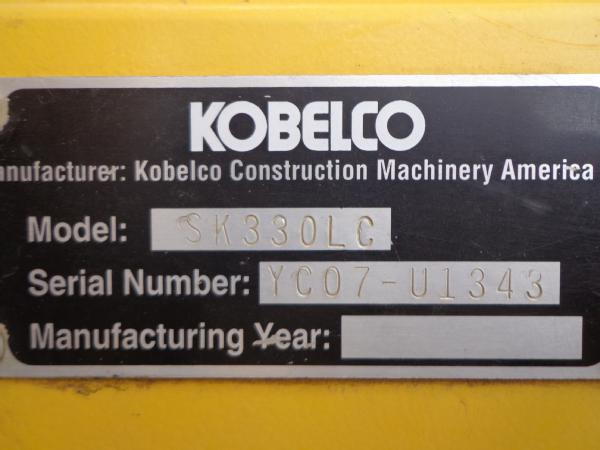 KOBELCO
anufacturer: Kobelco Construction Machinery America
Model: SK330LC
Serial Number: YC07-U1343
Manufacturing Year: